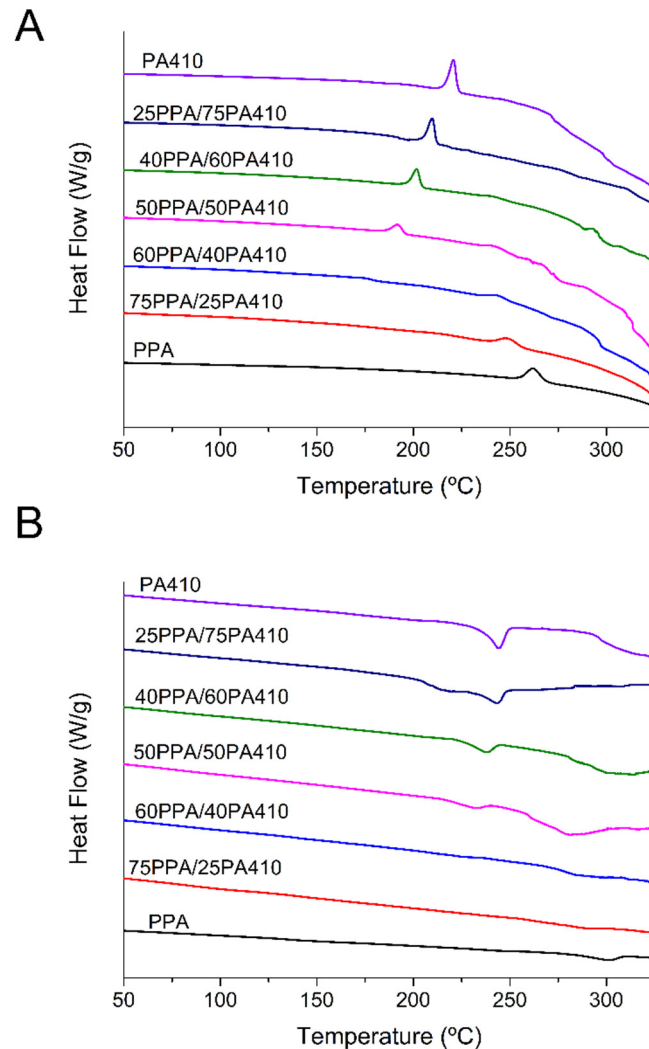 A
PA410
25PPA/75PA410
40PPA/60PA410
50PPA/50PA410
60PPA/40PA410
75PPA/25PA410
PPA
Heat Flow (W/g)
50 100 150 200 250 300
Temperature (ºC)
B
PA410
25PPA/75PA410
40PPA/60PA410
50PPA/50PA410
60PPA/40PA410
75PPA/25PA410
PPA
Heat Flow (W/g)
50 100 150 200 250 300
Temperature (ºC)